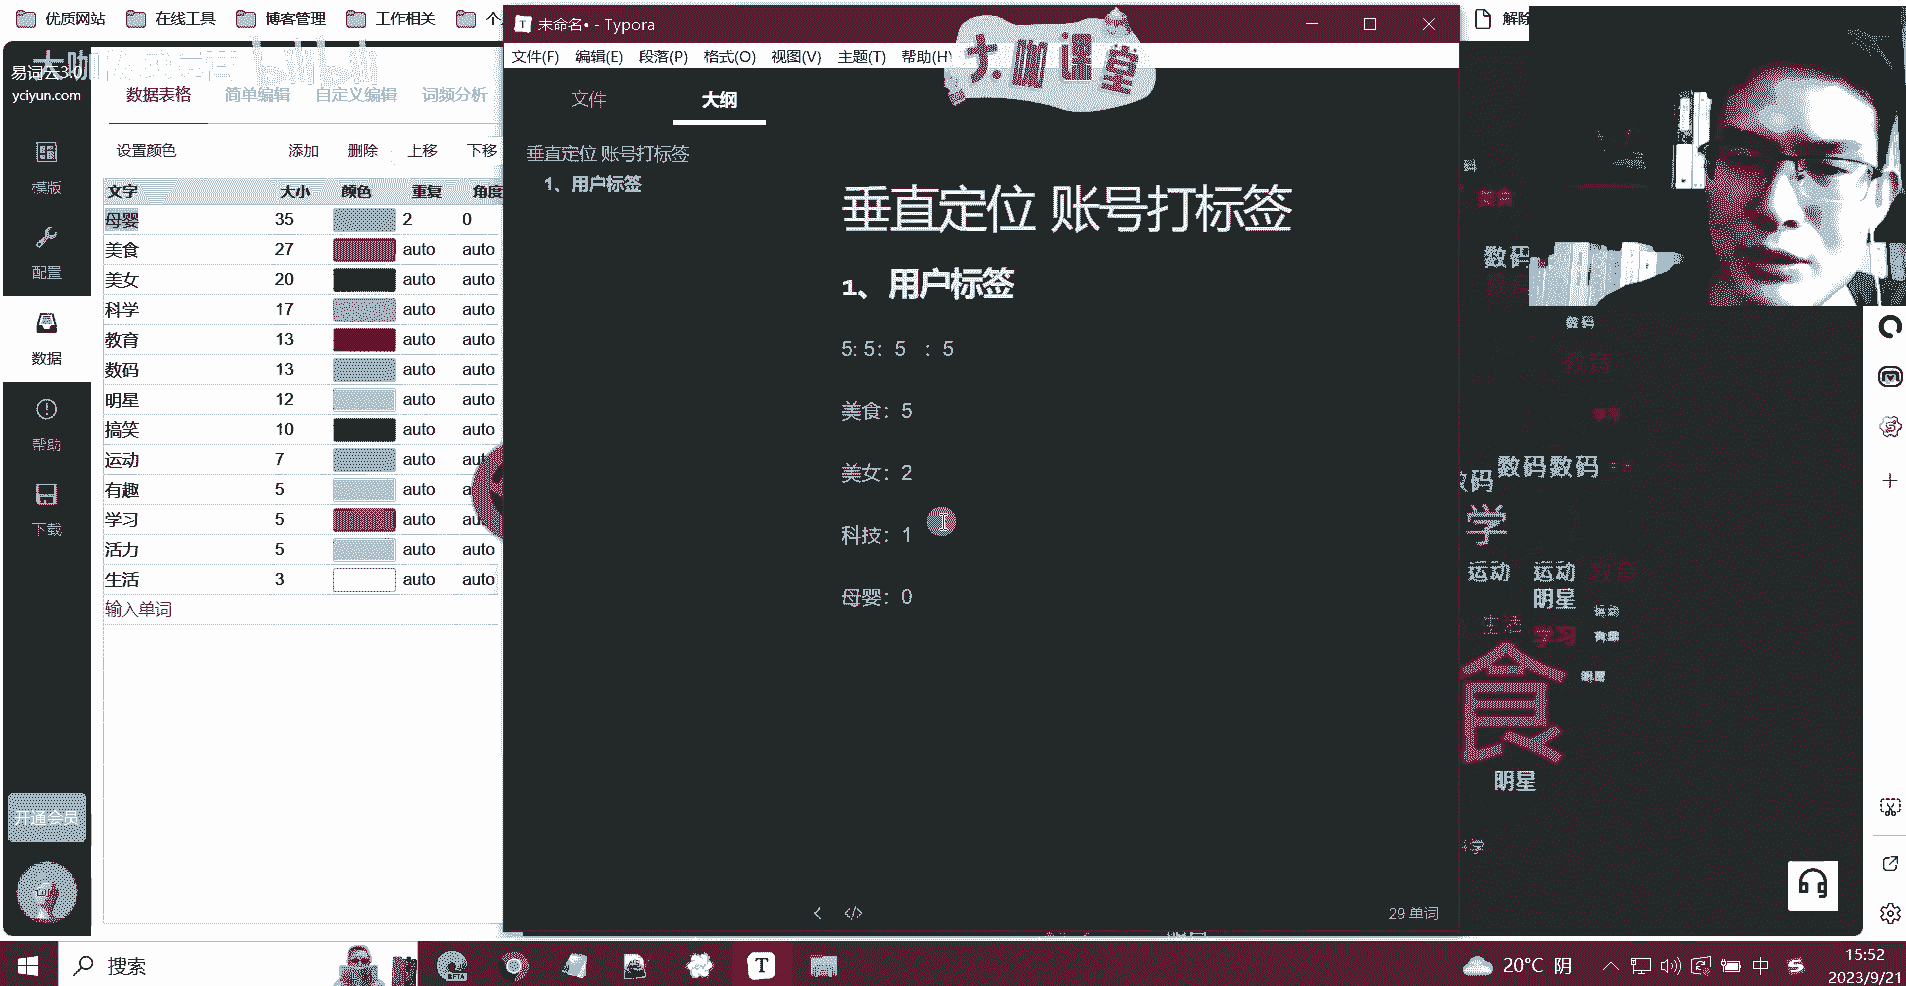 优质网站
在线工具
博客管理
工作相关
个
未命名• - Typora
解除
文件(F) 编辑(E) 段落(P) 格式(O) 视图(V) 主题(T) 帮助(H)
大咖课堂
易词云3.0
yciyun.com
数据表格 简单编辑 自定义编辑 词频分析
设置颜色 添加 删除 上移 下移
模版
配置
数据
帮助
下载
开通会员
文字 大小 颜色 重复 角度
母婴 35 2 0
美食 27 auto auto
美女 20 auto auto
科学 17 auto auto
教育 13 auto auto
数码 13 auto auto
明星 12 auto auto
搞笑 10 auto auto
运动 7 auto
有趣 5 auto
学习 5 auto
活力 5 auto auto
生活 3 auto auto
输入单词
文件 大纲
垂直定位 账号打标签
1、用户标签
垂直定位 账号打标签
1、用户标签
5: 5： 5 ：5
美食：5
美女：2
科技：1
母婴：0
29 单词
数码
数码
教育
数码数码
学
运动 运动 教育
明星
生活 学习
食
明星
搜索
20°C 阴
中
15:52
2023/9/21